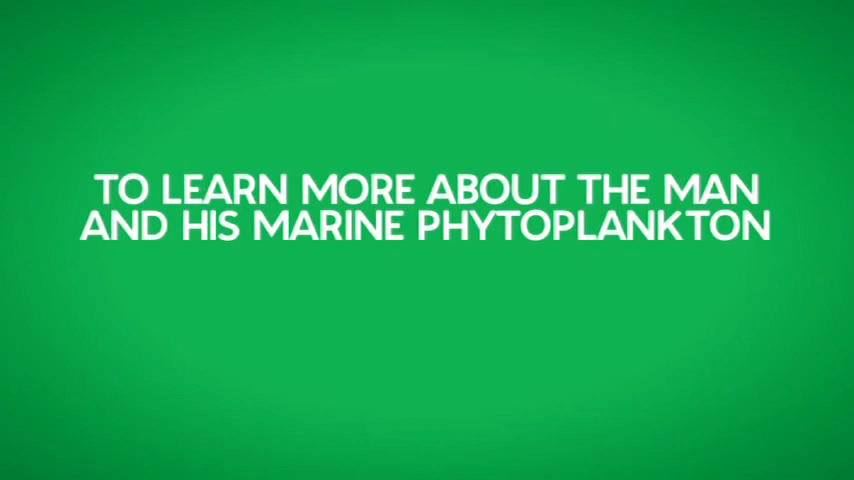 TO LEARN MORE ABOUT THE MAN
AND HIS MARINE PHYTOPLANKTON